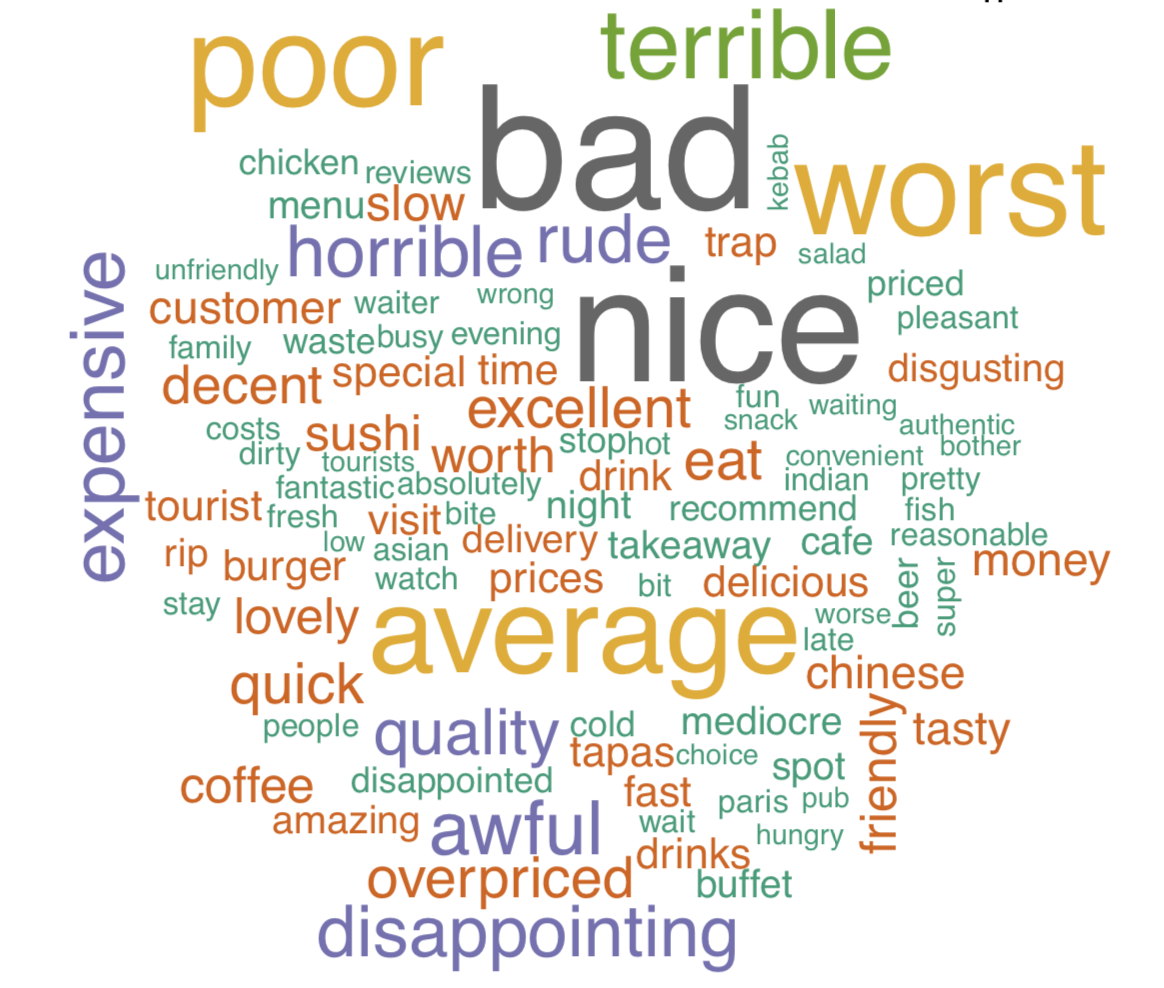 poor
terrible
bad
worst
kebab
chicken
reviews
menu
slow
horrible
rude
trap
salad
expensive
unfriendly
customer
waiter
wrong
nice
priced
pleasant
family
waste
busy
evening
decent
special
time
disgusting
excellent
fun
snack
waiting
authentic
costs
sushi
stop
hot
bother
dirty
tourists
worth
drink
eat
convenient
fantastic
absolutely
indian
pretty
tourist
fresh
visit
bite
night
recommend
fish
low
asian
delivery
takeaway
cafe
reasonable
rip
burger
watch
prices
bit
delicious
beer
super
money
stay
lovely
average
worse
late
quick
chinese
people
quality
cold
mediocre
friendly
tasty
tapas
choice
spot
coffee
disappointed
fast
paris
pub
amazing
awful
wait
hungry
drinks
overpriced
buffet
disappointing